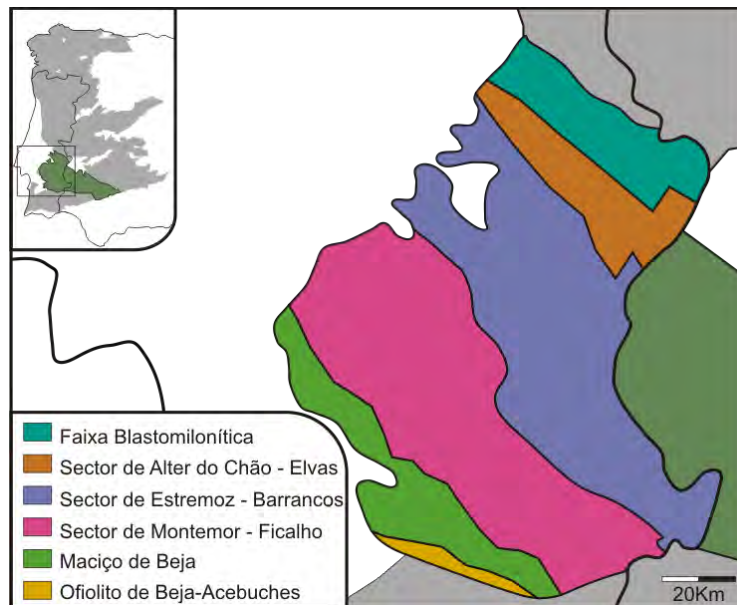 Faixa Blastomilonítica
Sector de Alter do Chão - Elvas
Sector de Estremoz - Barrancos
Sector de Montemor - Ficalho
Maciço de Beja
Ofiolito de Beja-Acebuches
20Km